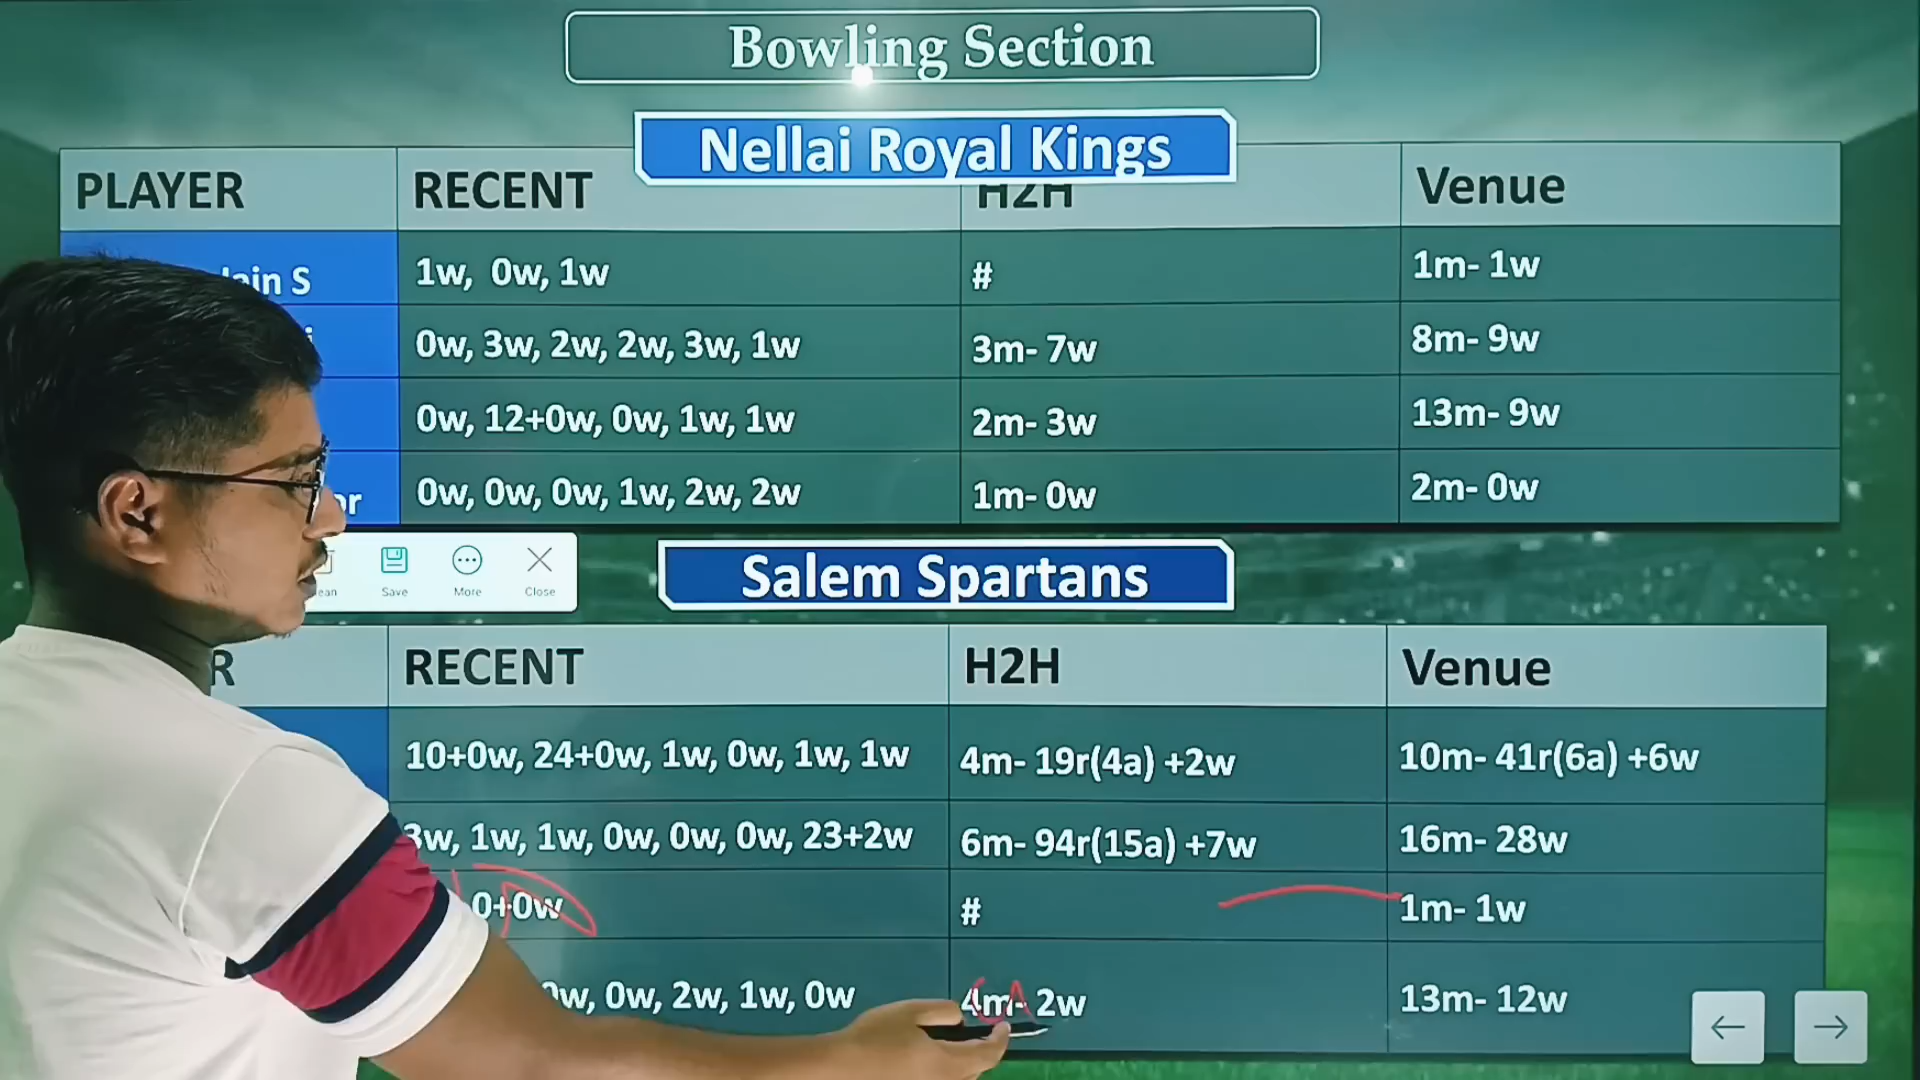 Bowling Section
Nellai Royal Kings
PLAYER RECENT H2H Venue
S 1w, 0w, 1w # 1m- 1w
0w, 3w, 2w, 2w, 3w, 1w 3m- 7w 8m- 9w
0w, 12+0w, 0w, 1w, 1w 2m- 3w 13m- 9w
0w, 0w, 0w, 1w, 2w, 2w 1m- 0w 2m- 0w
Save More Close
Salem Spartans
RECENT H2H Venue
10+0w, 24+0w, 1w, 0w, 1w, 1w 4m- 19r(4a) +2w 10m- 41r(6a) +6w
3w, 1w, 1w, 0w, 0w, 0w, 23+2w 6m- 94r(15a) +7w 16m- 28w
0+0w # 1m- 1w
0w, 0w, 2w, 1w, 0w 4m- 2w 13m- 12w